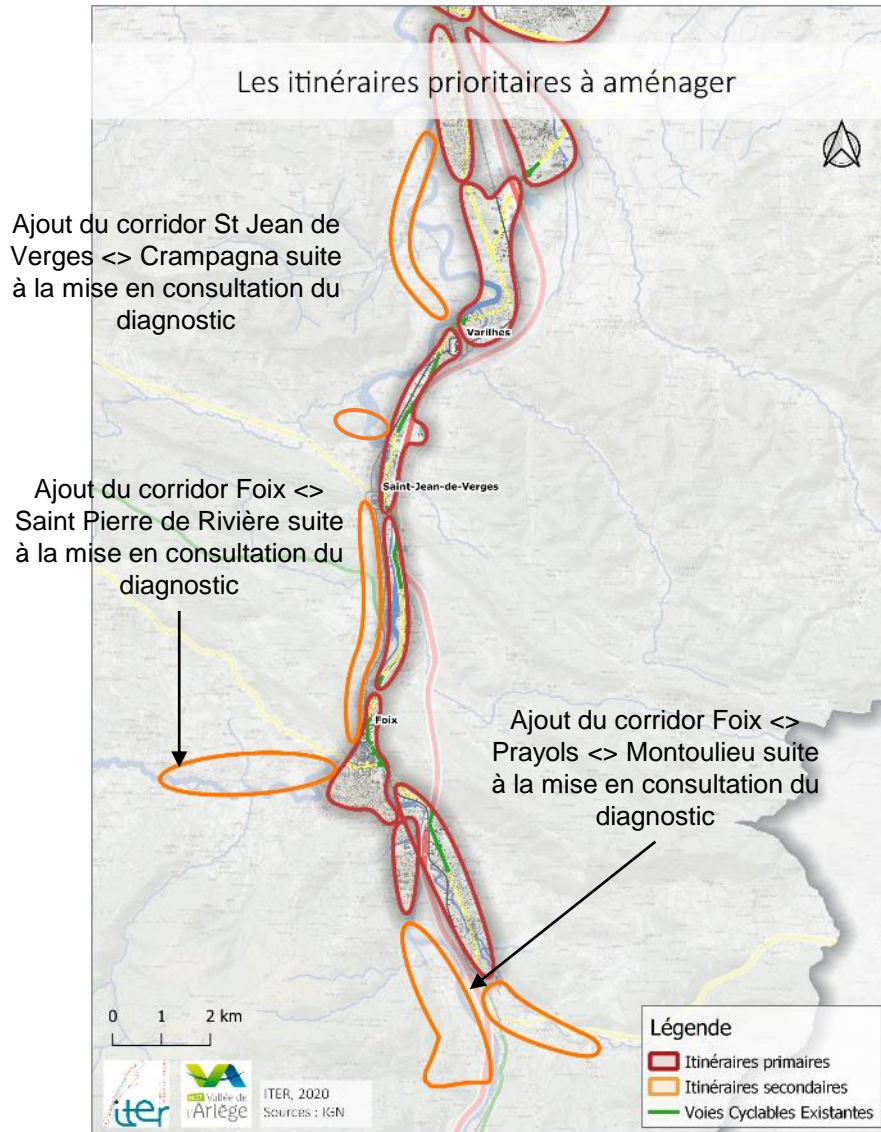 Les itinéraires prioritaires à aménager
Ajout du corridor St Jean de
Verges <> Crampagna suite
à la mise en consultation du
diagnostic
Varilhes
Ajout du corridor Foix <>
Saint Pierre de Rivière suite
à la mise en consultation du
diagnostic
Saint-Jean-de-Verges
Foix
Ajout du corridor Foix <>
Prayols <> Montoulieu suite
à la mise en consultation du
diagnostic
0 1 2 km
Légende
Itinéraires primaires
Itinéraires secondaires
Voies Cyclables Existantes
iter
Vallée de
l'Ariège
ITER, 2020
Sources : IGN